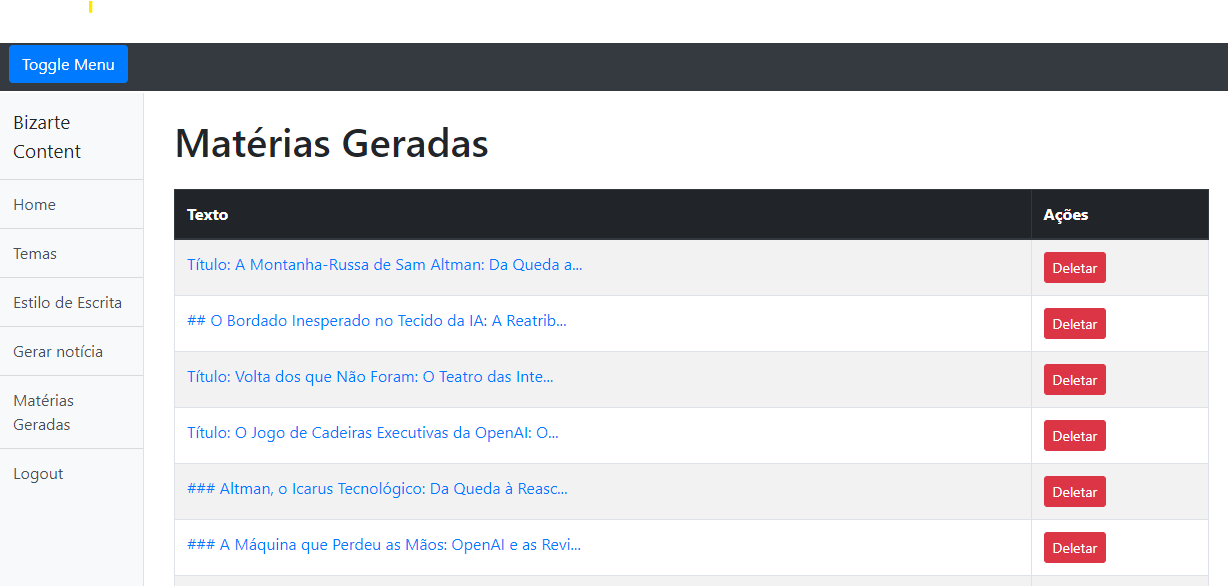 Toggle Menu
Bizarte
Content
Home
Temas
Estilo de Escrita
Gerar notícia
Matérias
Geradas
Logout
Matérias Geradas
Texto Ações
Título: A Montanha-Russa de Sam Altman: Da Queda a... Deletar
## O Bordado Inesperado no Tecido da IA: A Reatrib... Deletar
Título: Volta dos que Não Foram: O Teatro das Inte... Deletar
Título: O Jogo de Cadeiras Executivas da OpenAI: O... Deletar
### Altman, o Icarus Tecnológico: Da Queda à Reasc... Deletar
### A Máquina que Perdeu as Mãos: OpenAI e as Revi... Deletar